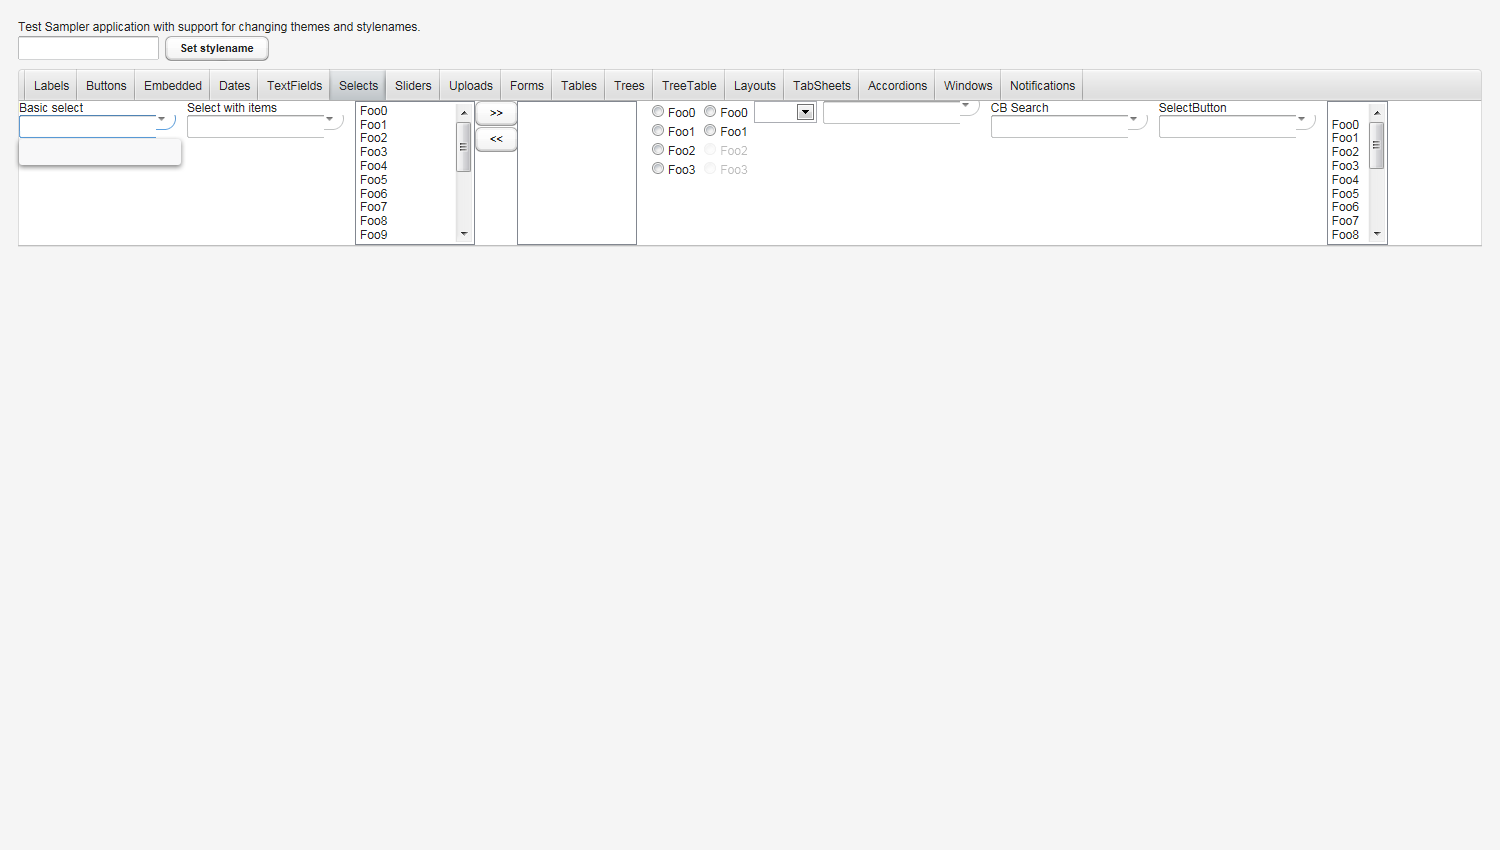 Test Sampler application with support for changing themes and stylenames.
Set stylename
Labels Buttons Embedded Dates TextFields Selects Sliders Uploads Forms Tables Trees TreeTable Layouts TabSheets Accordions Windows Notifications
Basic select
Select with items
Foo0
Foo1
Foo2
Foo3
Foo4
Foo5
Foo6
Foo7
Foo8
Foo9
>>
<<
Foo0
Foo1
Foo2
Foo3
Foo0
Foo1
Foo2
Foo3
CB Search
SelectButton
Foo0
Foo1
Foo2
Foo3
Foo4
Foo5
Foo6
Foo7
Foo8